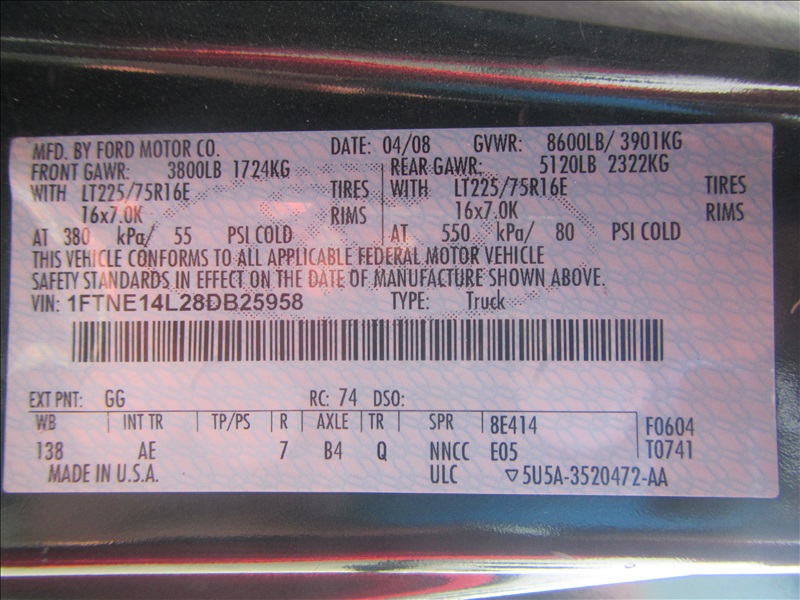 MFD. BY FORD MOTOR CO. DATE: 04/08 GVWR: 8600LB/ 3901KG
FRONT GAWR: 3800LB 1724KG REAR GAWR: 5120LB 2322KG
WITH LT225/75R16E TIRES WITH LT225/75R16E TIRES
16x7.0K RIMS 16x7.0K RIMS
AT 380 kPa/ 55 PSI COLD AT 550 kPa/ 80 PSI COLD
THIS VEHICLE CONFORMS TO ALL APPLICABLE FEDERAL MOTOR VEHICLE
SAFETY STANDARDS IN EFFECT ON THE DATE OF MANUFACTURE SHOWN ABOVE.
VIN: 1FTNE14L28DB25958 TYPE: Truck
EXT PNT: GG RC: 74 DSO:
WB INT TR TP/PS R AXLE TR SPR 8E414 F0604
138 AE 7 B4 Q NNCC E05 T0741
MADE IN U.S.A. ULC ▽5U5A-3520472-AA